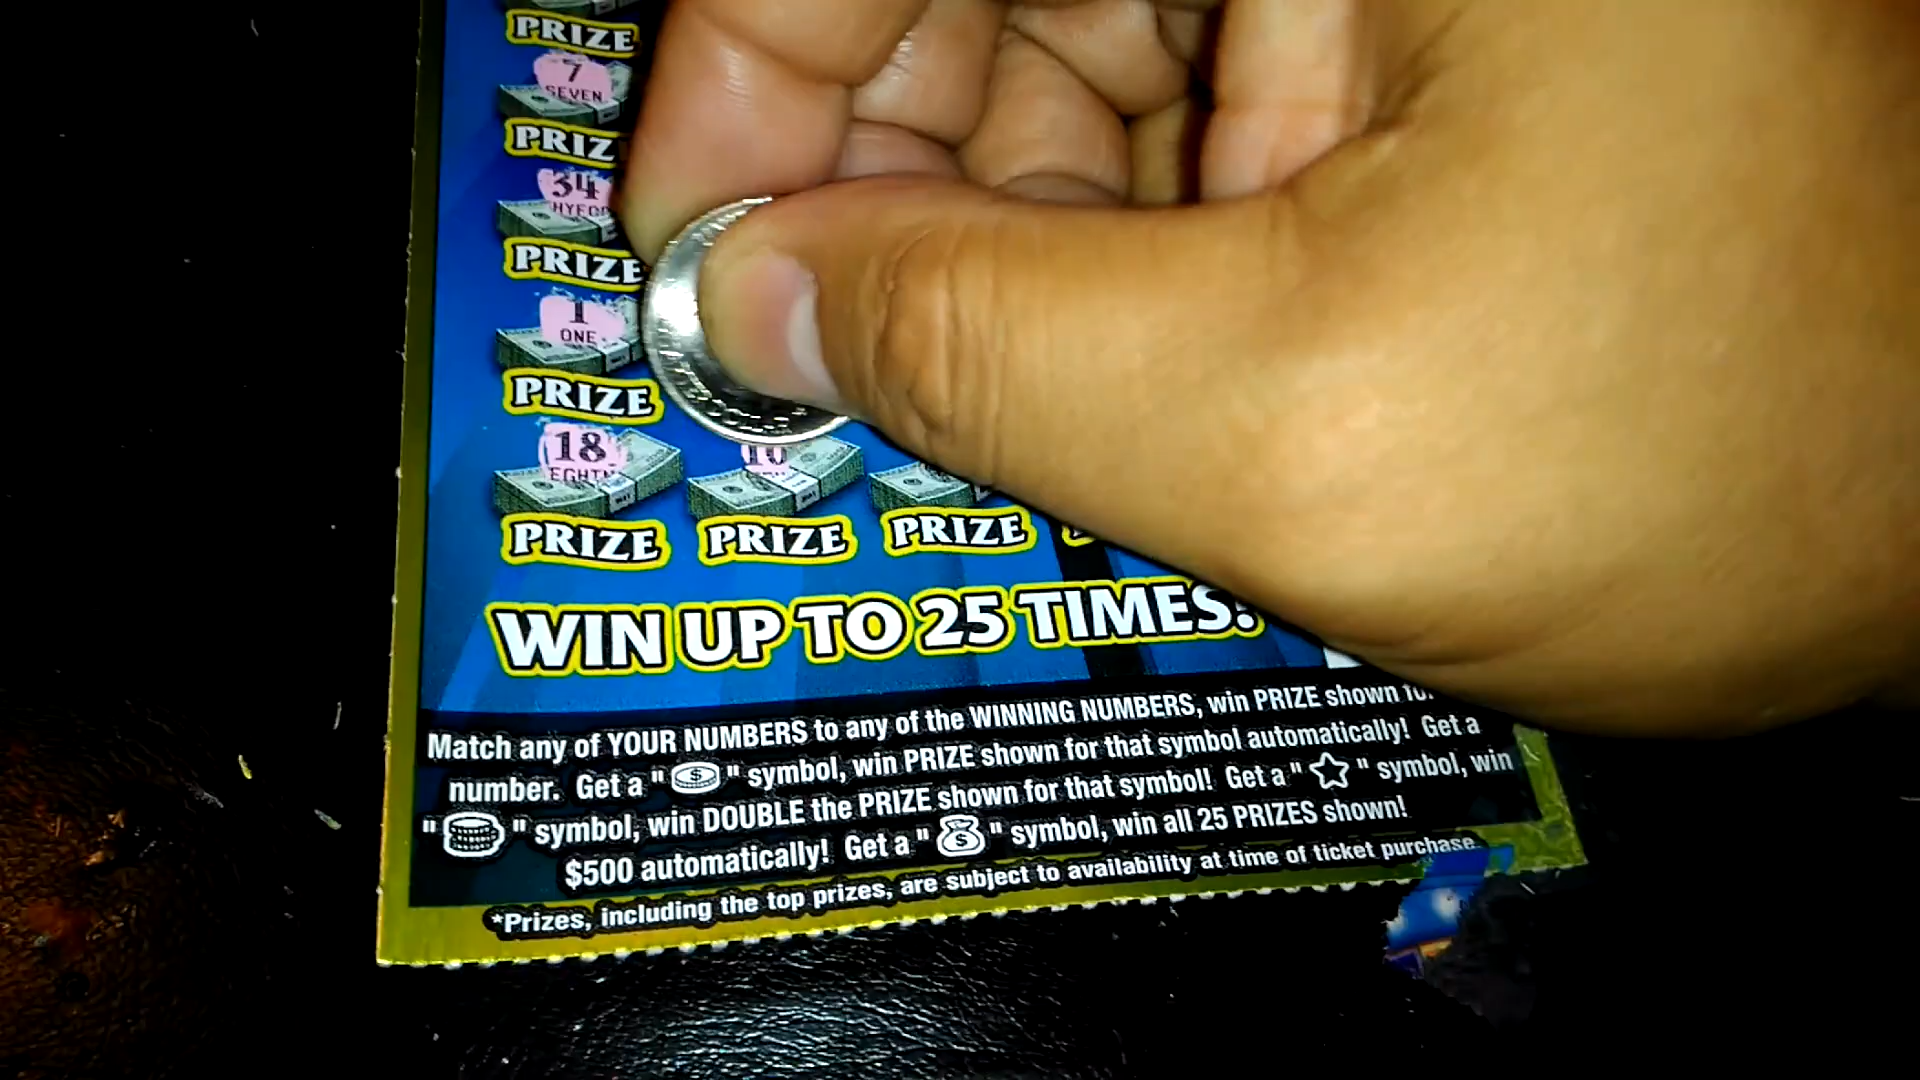 PRIZE
7
SEVEN
PRIZ
34
HYFOR
PRIZE
1
ONE
PRIZE
18 10
EGHTN
PRIZE PRIZE PRIZE
WIN UP TO 25 TIMES!
Match any of YOUR NUMBERS to any of the WINNING NUMBERS, win PRIZE shown for
number. Get a " " symbol, win PRIZE shown for that symbol automatically! Get a
" " symbol, win DOUBLE the PRIZE shown for that symbol! Get a " " symbol, win
$500 automatically! Get a " $ " symbol, win all 25 PRIZES shown!
*Prizes, including the top prizes, are subject to availability at time of ticket purchase.